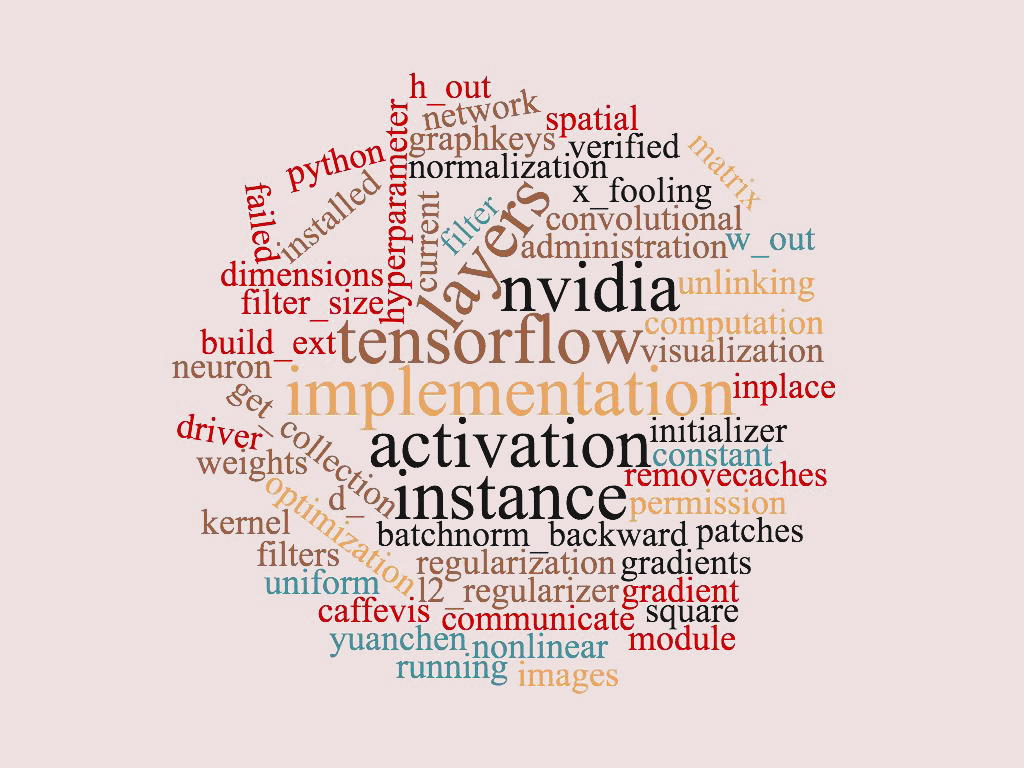 h_out
network
hyperparameter
spatial
graphkeys
verified
matrix
python
normalization
installed
x_fooling
failed
current
filter
layers
convolutional
administration
w_out
dimensions
nvidia
unlinking
filter_size
build_ext
tensorflow
computation
visualization
neuron
implementation
inplace
get_collection
driver
activation
initializer
constant
weights
removecaches
optimization
d_
instance
permission
kernel
batchnorm_backward
patches
filters
regularization
gradients
uniform
l2_regularizer
gradient
caffevis
communicate
square
yuanchen
nonlinear
module
running
images